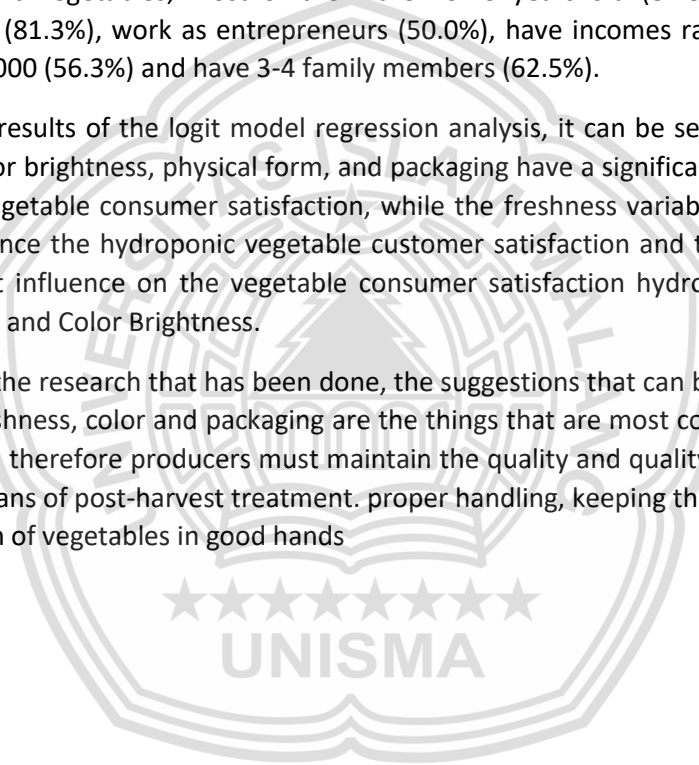 (81.3%), work as entrepreneurs (50.0%), have incomes ra
000 (56.3%) and have 3-4 family members (62.5%).
results of the logit model regression analysis, it can be se
or brightness, physical form, and packaging have a significa
getable consumer satisfaction, while the freshness variab
nce the hydroponic vegetable customer satisfaction and t
t influence on the vegetable consumer satisfaction hydro
and Color Brightness.
the research that has been done, the suggestions that can b
shness, color and packaging are the things that are most co
therefore producers must maintain the quality and quality
ans of post-harvest treatment. proper handling, keeping th
n of vegetables in good hands
UNIVERSITAS ISLAM MALANG
UNISMA